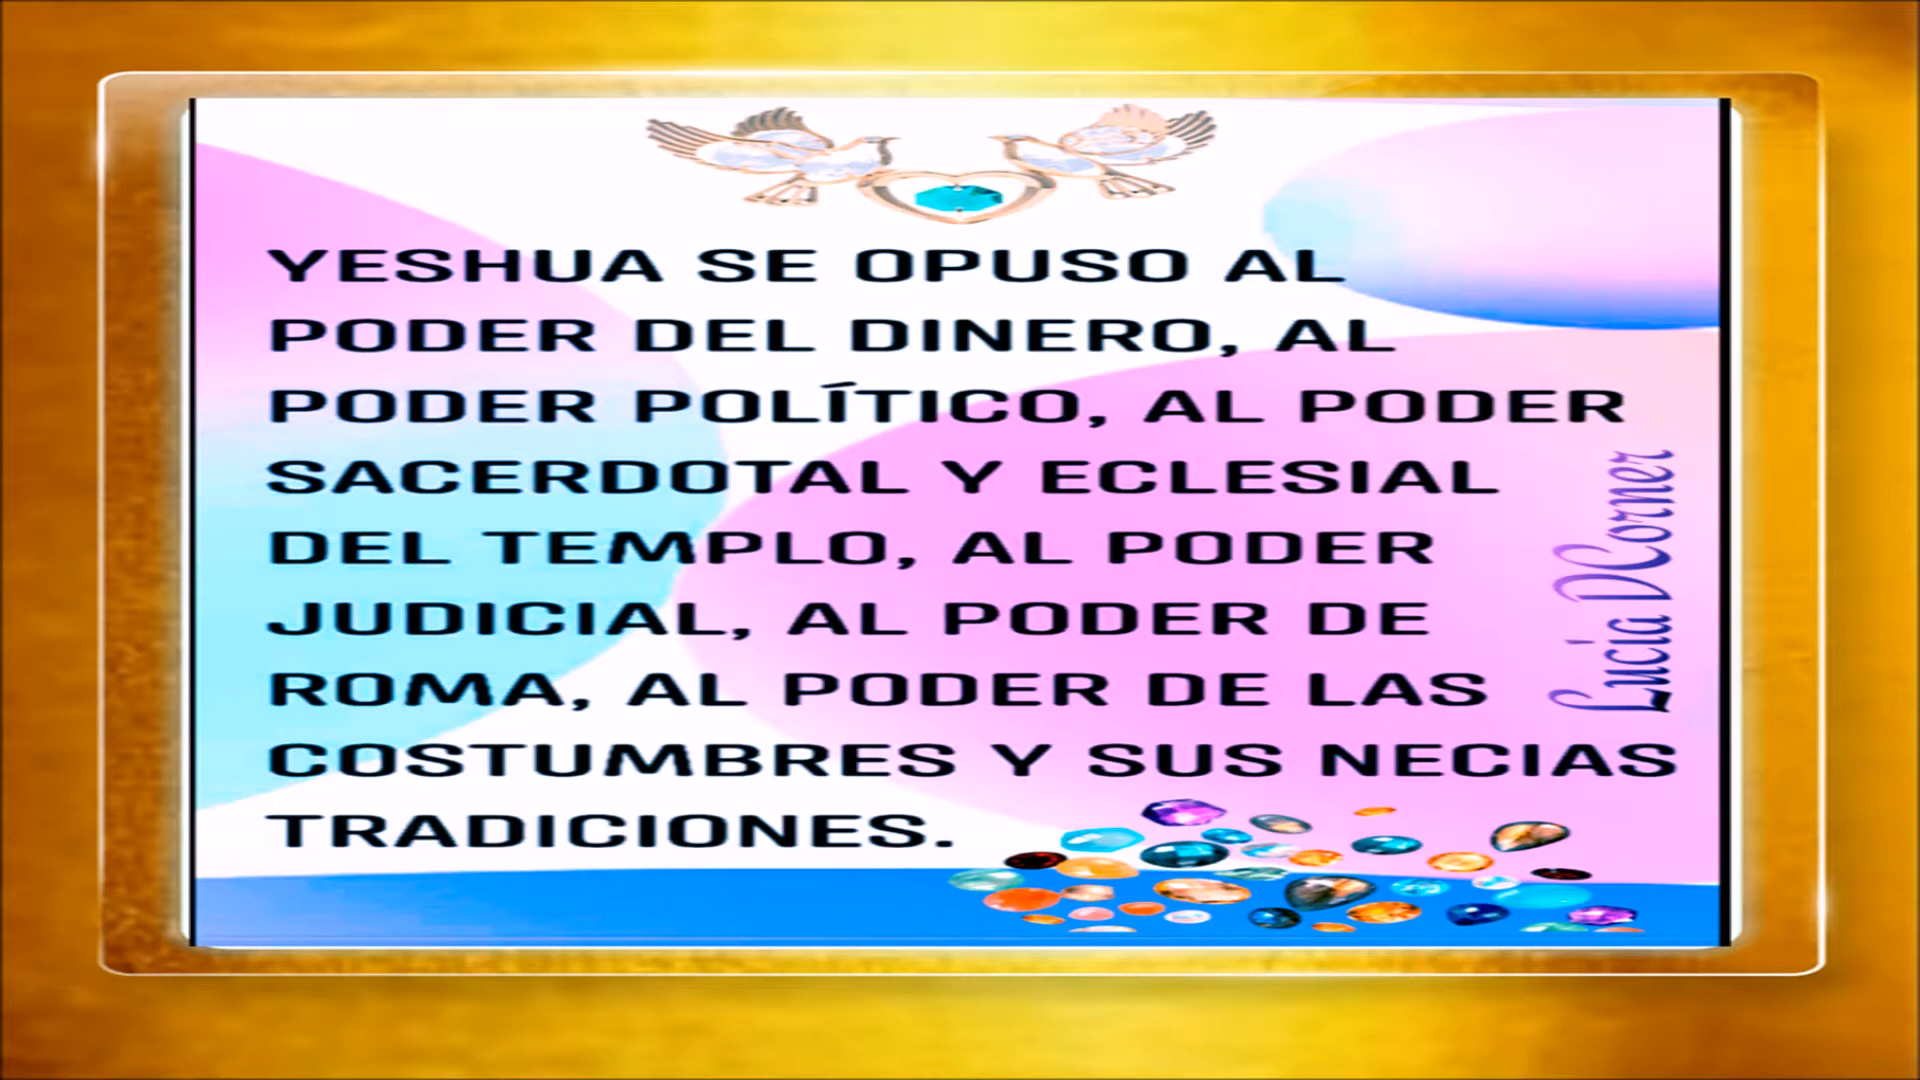 YESHUA SE OPUSO AL
PODER DEL DINERO, AL
PODER POLÍTICO, AL PODER
SACERDOTAL Y ECLESIAL
DEL TEMPLO, AL PODER
JUDICIAL, AL PODER DE
ROMA, AL PODER DE LAS
COSTUMBRES Y SUS NECIAS
TRADICIONES.
Lucia DCorner